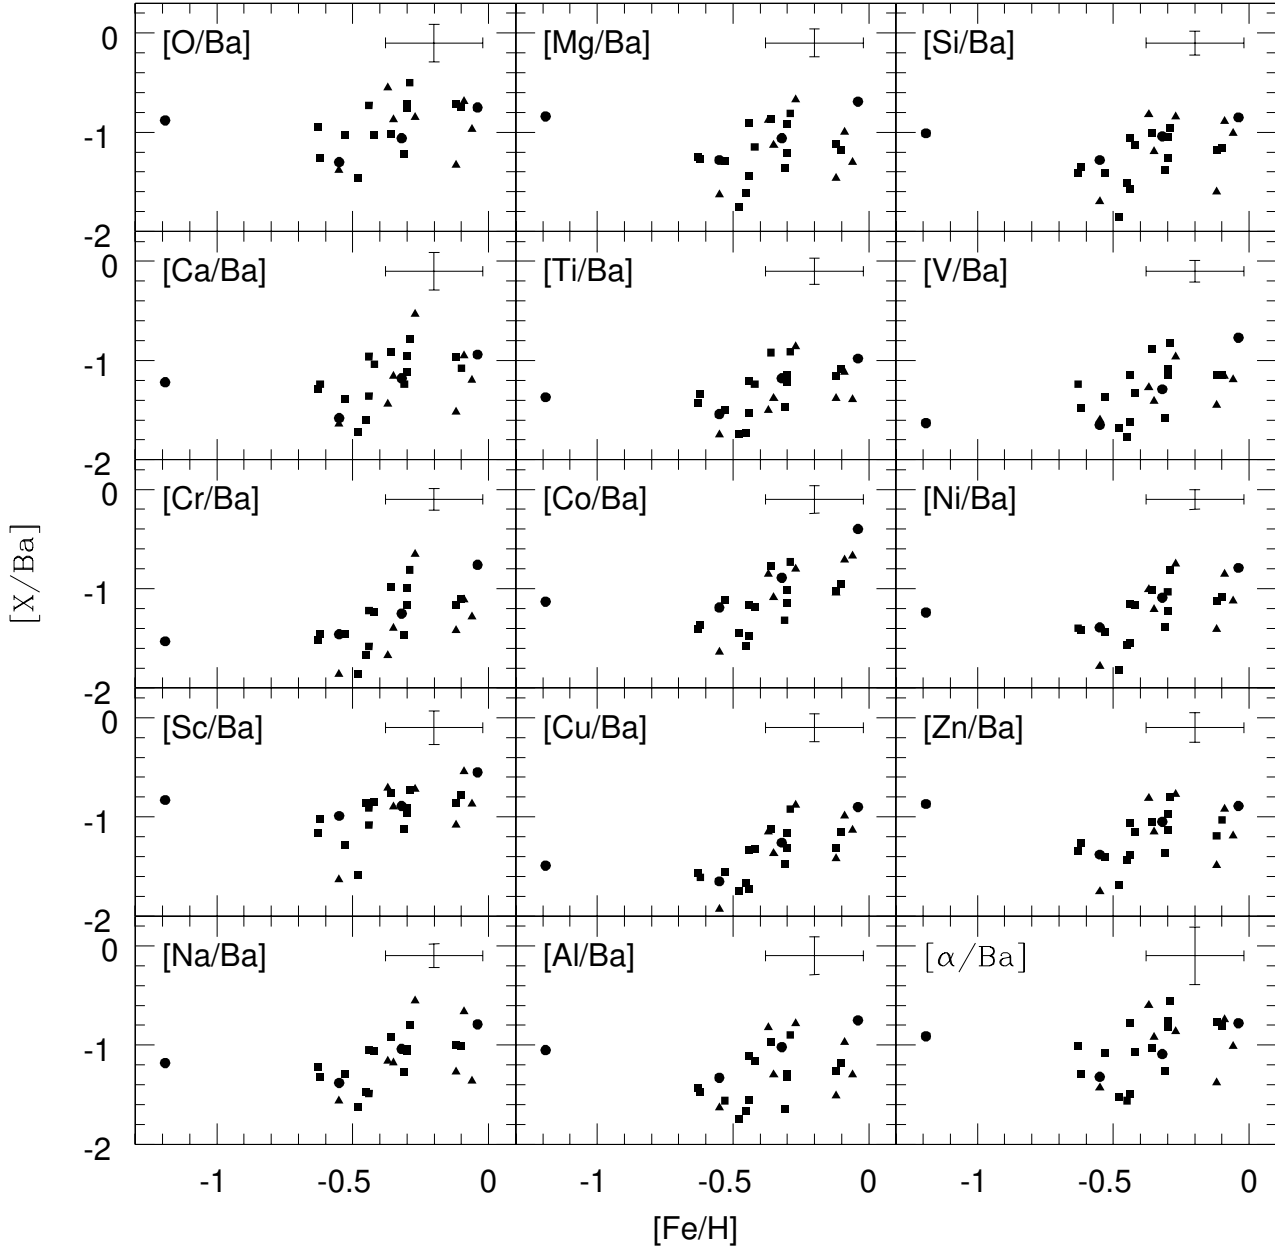 0 [O/Ba] [Mg/Ba] [Si/Ba]
-1
-2
0 [Ca/Ba] [Ti/Ba] [V/Ba]
-1
-2
0 [Cr/Ba] [Co/Ba] [Ni/Ba]
[X/Ba]
-1
-2
0 [Sc/Ba] [Cu/Ba] [Zn/Ba]
-1
-2
0 [Na/Ba] [Al/Ba] [α/Ba]
-1
-2
-1 -0.5 0 -1 -0.5 0 -1 -0.5 0
[Fe/H]